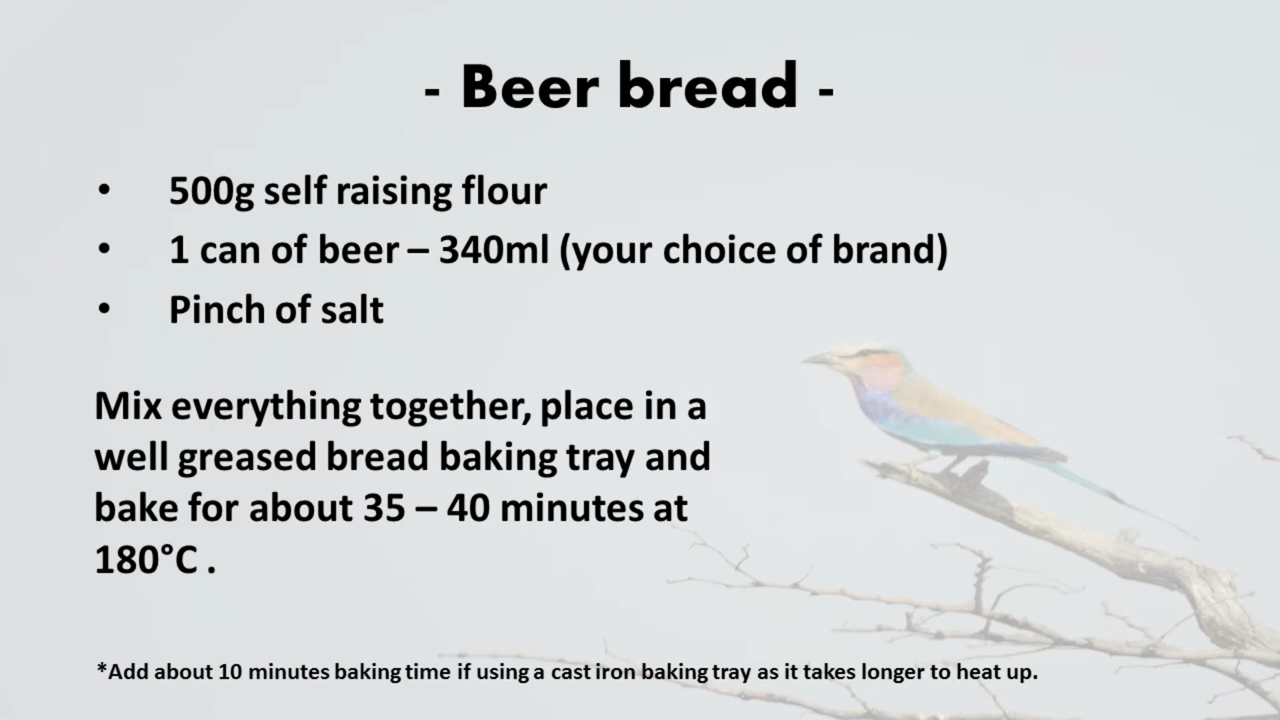 - Beer bread -
• 500g self raising flour
• 1 can of beer – 340ml (your choice of brand)
• Pinch of salt
Mix everything together, place in a
well greased bread baking tray and
bake for about 35 – 40 minutes at
180°C .
*Add about 10 minutes baking time if using a cast iron baking tray as it takes longer to heat up.